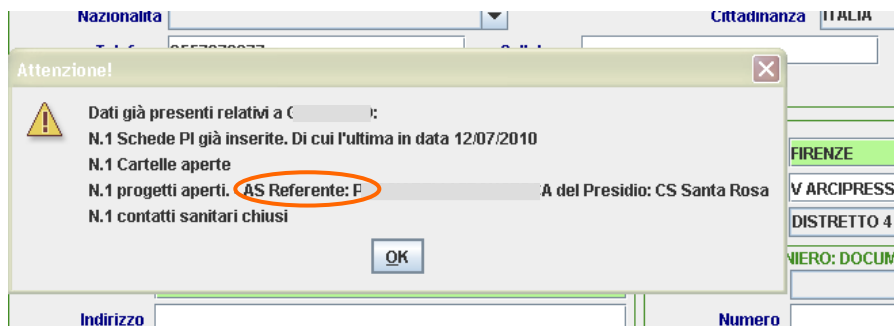 Nazionalità
Cittadinanza ITALIA
Attenzione!
Dati già presenti relativi a
N.1 Schede PI già inserite. Di cui l'ultima in data 12/07/2010
N.1 Cartelle aperte
N.1 progetti aperti. AS Referente: P A del Presidio: CS Santa Rosa
N.1 contatti sanitari chiusi
OK
FIRENZE
V ARCIPRESS
DISTRETTO 4
NIERO: DOCUM
Indirizzo
Numero